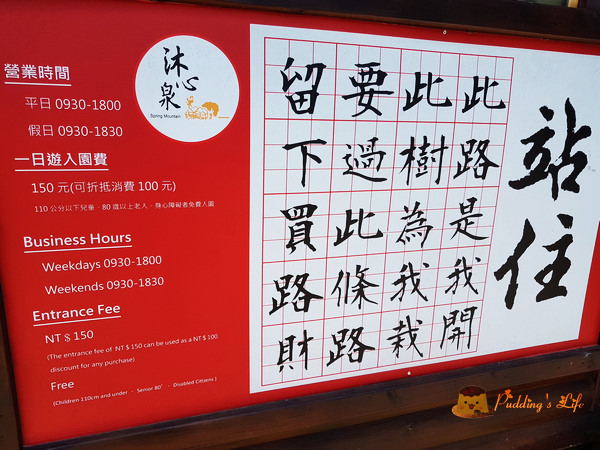 營業時間
平日 0930-1800
假日 0930-1830
一日遊入園費
150 元(可折抵消費 100 元)
110 公分以下兒童、80 歲以上老人、身心障礙者免費入園
Business Hours
Weekdays 0930-1800
Weekends 0930-1830
Entrance Fee
NT$150
(The entrance fee of NT$150 can be used as a NT$100
discount for any purchase)
Free
(Children 110cm and under 、 Senior 80↑ 、 Disabled Citizens)
沐心泉
Spring Mountain
站住
此路是我開
此樹為我栽
要過此條路
留下買路財
Pudding's Life